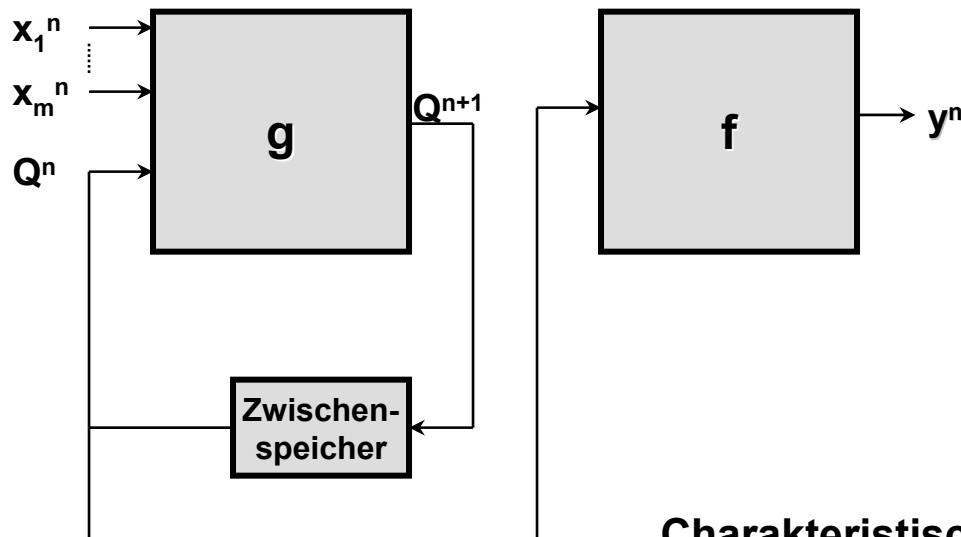 x₁ⁿ
xₘⁿ
Qⁿ
g
Qⁿ⁺¹
f
yⁿ
Zwischen-
speicher